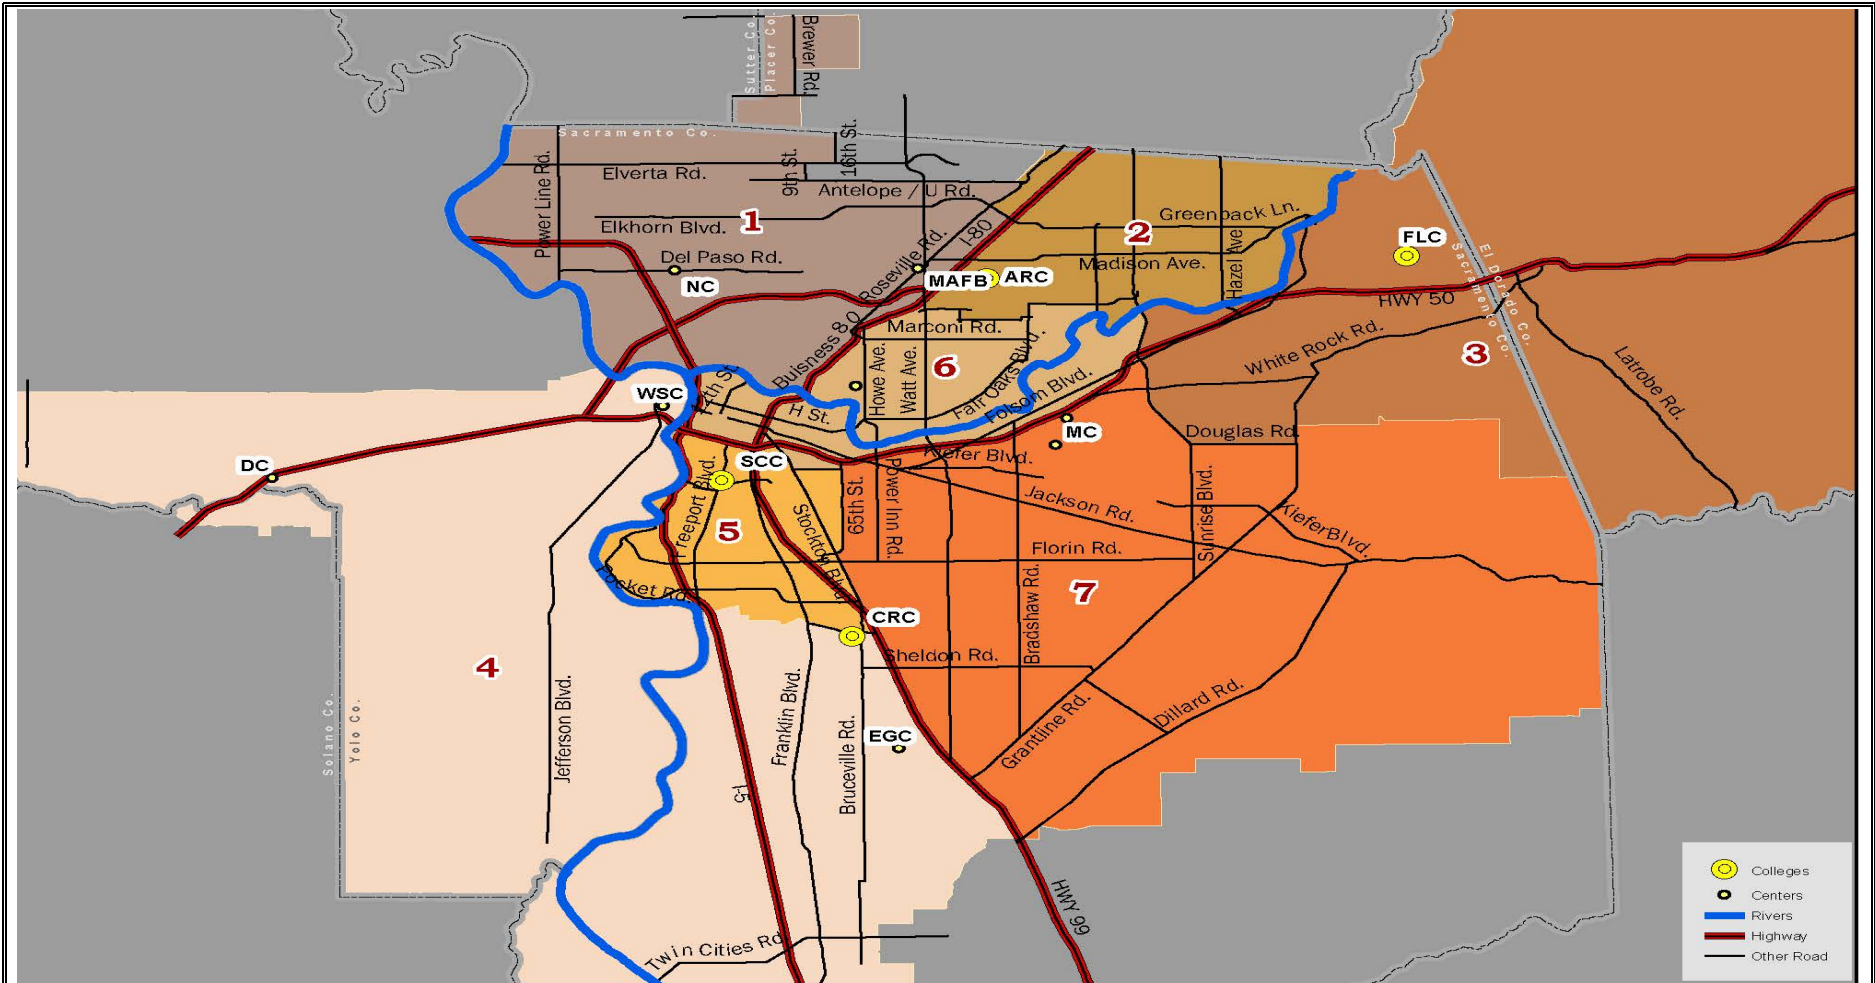 Brewer Rd.
Sutter Co.
Placer Co.
Sacramento Co.
Power Line Rd.
Elverta Rd.
9th St.
16th St.
Antelope / U Rd.
1
Elkhorn Blvd.
Del Paso Rd.
NC
Roseville Rd.
I-80
MAFB
ARC
2
Greenback Ln.
Madison Ave.
Hazel Ave
FLC
El Dorado Co.
Sacramento Co.
HWY 50
3
White Rock Rd.
Latrobe Rd.
Buisness 80
Marconi Rd.
Howe Ave.
Watt Ave.
6
Fair Oaks Blvd.
Folsom Blvd.
WSC
H St.
MC
Douglas Rd.
DC
SCC
Kiefer Blvd.
Freeport Blvd.
5
Stockton Blvd.
65th St.
Power Inn Rd.
Jackson Rd.
Sunrise Blvd.
KieferBlvd.
Florin Rd.
Pocket Rd.
7
Bradshaw Rd.
CRC
Sheldon Rd.
4
Jefferson Blvd.
Solano Co.
Yolo Co.
Franklin Blvd.
Bruceville Rd.
EGC
Grantline Rd.
Dillard Rd.
I-5
HWY 99
Twin Cities Rd.
Colleges
Centers
Rivers
Highway
Other Road